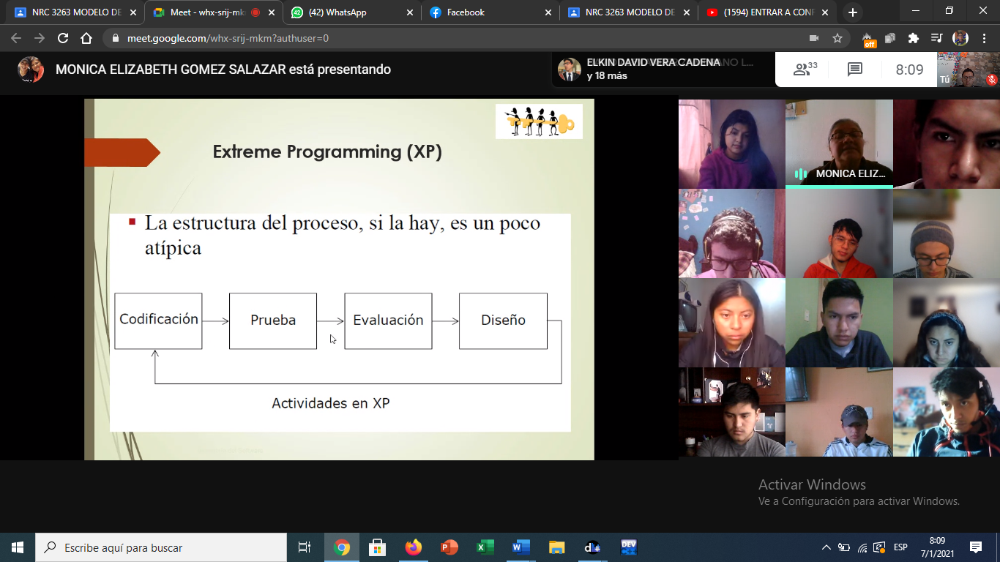 NRC 3263 MODELO DE
Meet - whx-srij-mk
(42) WhatsApp
Facebook
NRC 3263 MODELO DE
(1594) ENTRAR A CONF
meet.google.com/whx-srij-mkm?authuser=0
off
MONICA ELIZABETH GOMEZ SALAZAR está presentando
ELKIN DAVID VERA CADENA
y 18 más
33
8:09
Tú
Extreme Programming (XP)
La estructura del proceso, si la hay, es un poco
atípica
Codificación
Prueba
Evaluación
Diseño
Actividades en XP
MONICA ELIZ...
Activar Windows
Ve a Configuración para activar Windows.
Escribe aquí para buscar
DEV
ESP
8:09
7/1/2021